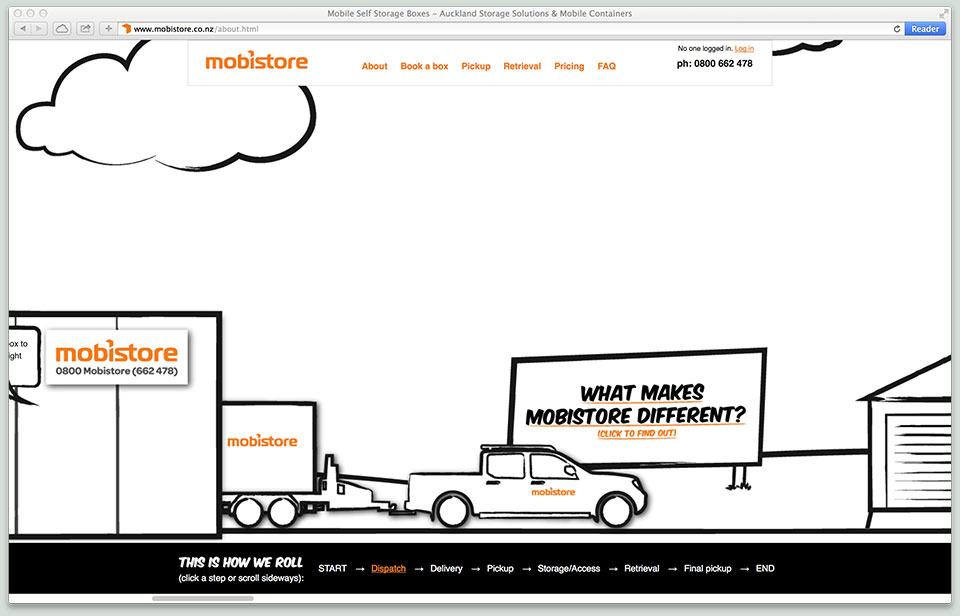 Mobile Self Storage Boxes – Auckland Storage Solutions & Mobile Containers
www.mobistore.co.nz/about.html
Reader
mobistore
About Book a box Pickup Retrieval Pricing FAQ
No one logged in. Log in
ph: 0800 662 478
ox to
ight
mobistore
0800 Mobistore (662 478)
mobistore
WHAT MAKES
MOBISTORE DIFFERENT?
(CLICK TO FIND OUT)
mobistore
THIS IS HOW WE ROLL
(click a step or scroll sideways):
START → Dispatch → Delivery → Pickup → Storage/Access → Retrieval → Final pickup → END